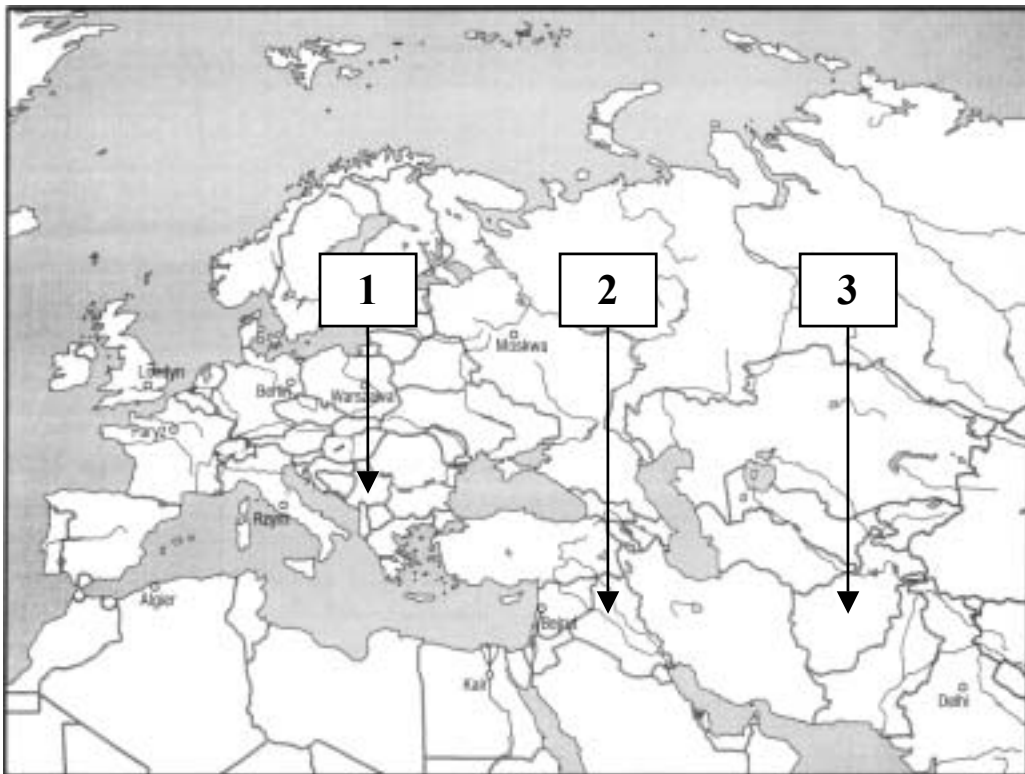 1
2
3
Moskwa
Londyn
Berlin
Warszawa
Paryż
Rzym
Algier
Bejrut
Kair
Delhi